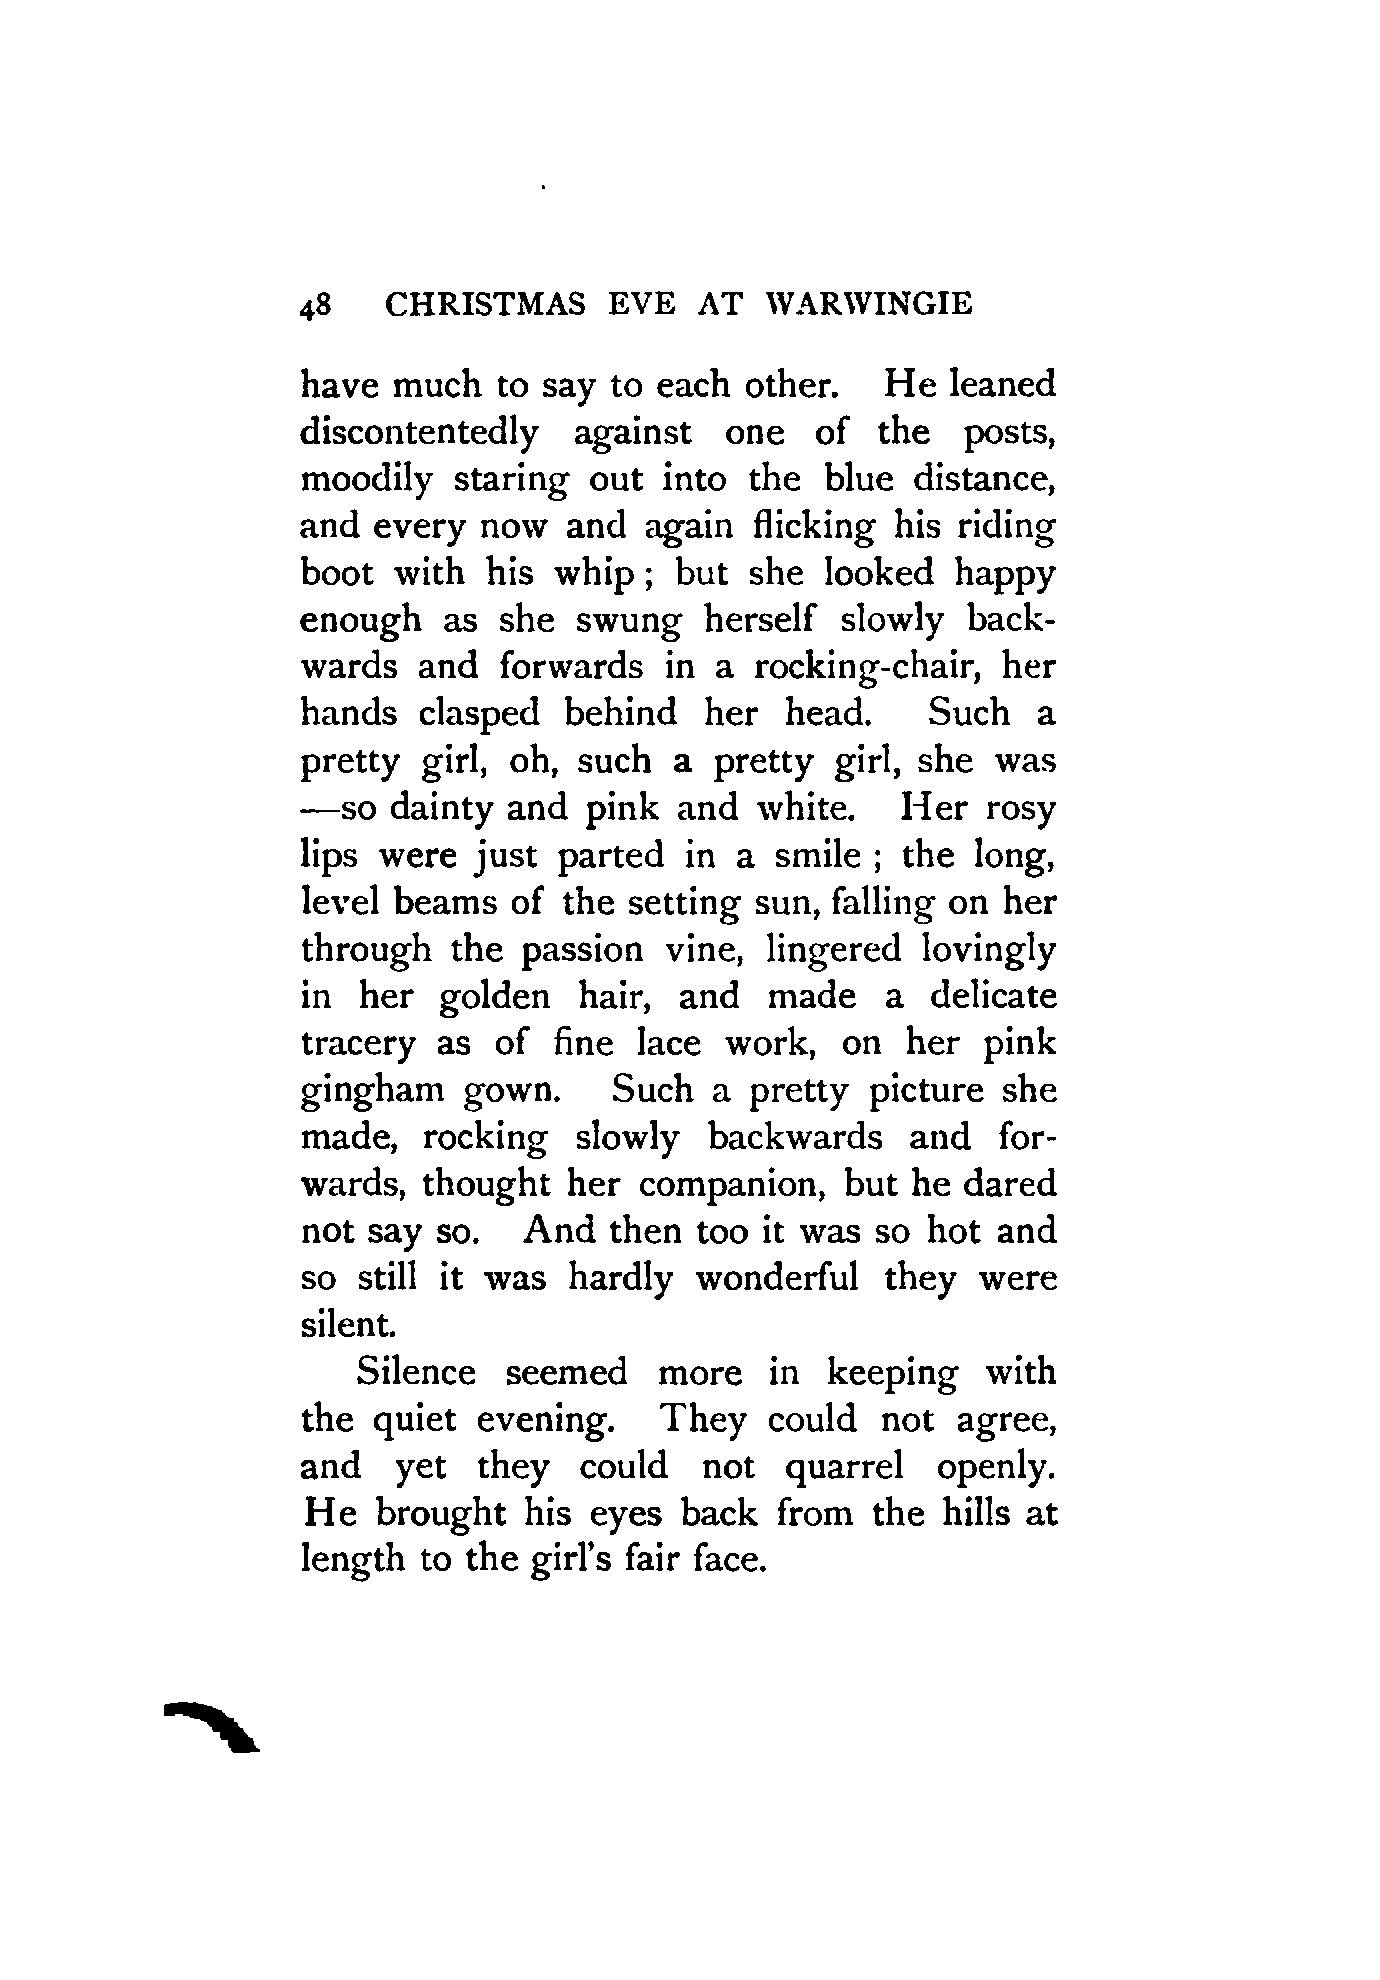 48 CHRISTMAS EVE AT WARWINGIE
have much to say to each other. He leaned
discontentedly against one of the posts,
moodily staring out into the blue distance,
and every now and again flicking his riding
boot with his whip ; but she looked happy
enough as she swung herself slowly back-
wards and forwards in a rocking-chair, her
hands clasped behind her head. Such a
pretty girl, oh, such a pretty girl, she was
—so dainty and pink and white. Her rosy
lips were just parted in a smile ; the long,
level beams of the setting sun, falling on her
through the passion vine, lingered lovingly
in her golden hair, and made a delicate
tracery as of fine lace work, on her pink
gingham gown. Such a pretty picture she
made, rocking slowly backwards and for-
wards, thought her companion, but he dared
not say so. And then too it was so hot and
so still it was hardly wonderful they were
silent.
Silence seemed more in keeping with
the quiet evening. They could not agree,
and yet they could not quarrel openly.
He brought his eyes back from the hills at
length to the girl's fair face.